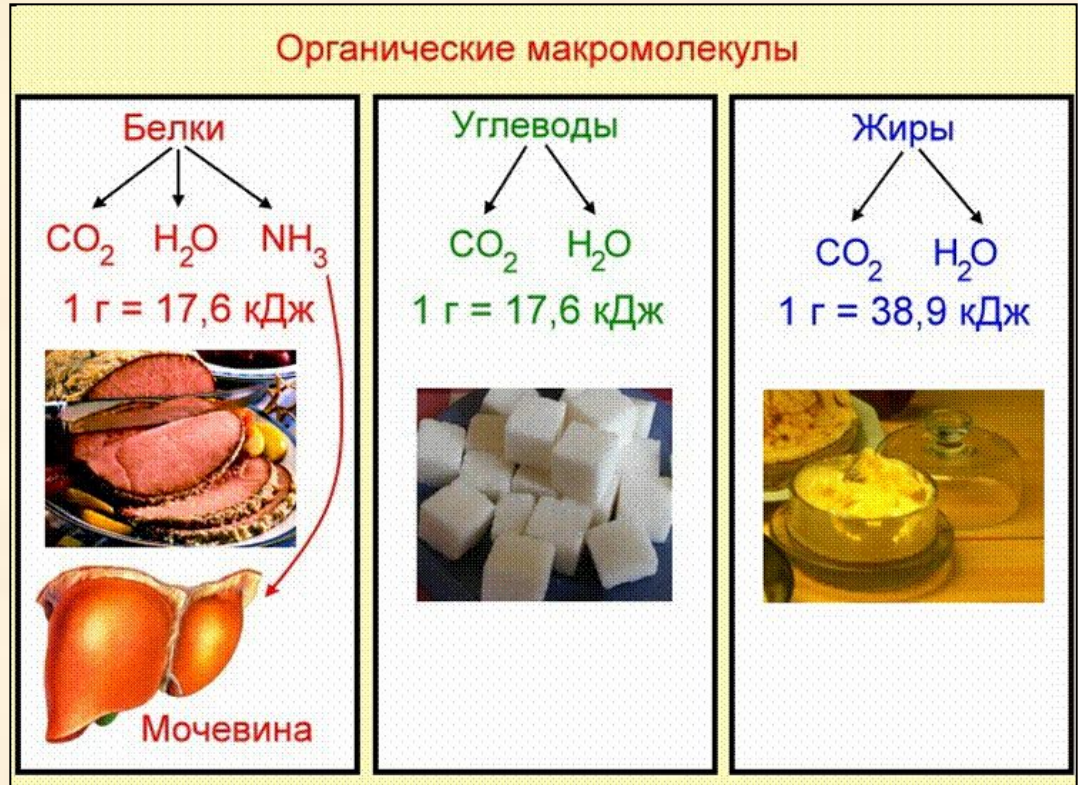 Органические макромолекулы
Белки
CO2 H2O NH3
1 г = 17,6 кДж
Мочевина
Углеводы
CO2 H2O
1 г = 17,6 кДж
Жиры
CO2 H2O
1 г = 38,9 кДж